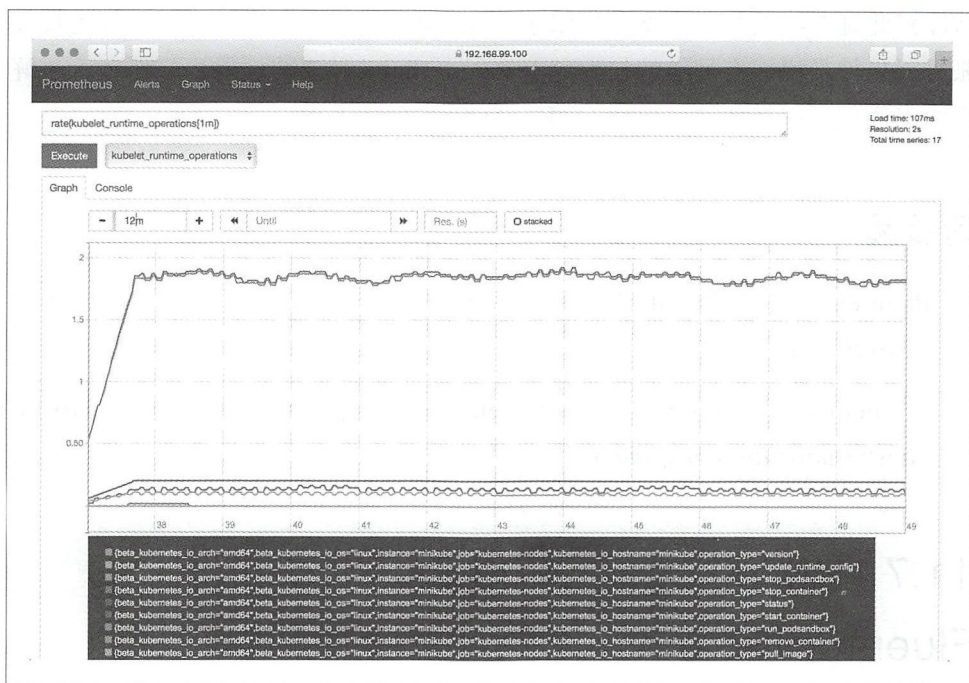 192.168.99.100
Prometheus Alerts Graph Status Help
rate(kubelet_runtime_operations[1m])
Load time: 107ms
Resolution: 2s
Total time series: 17
Execute kubelet_runtime_operations
Graph Console
- 12m + Until Res. (s) stacked
2
1.5
1
0.50
38 39 40 41 42 43 44 45 46 47 48 49
{beta_kubernetes_io_arch="amd64",beta_kubernetes_io_os="linux",instance="minikube",job="kubernetes-nodes",kubernetes_io_hostname="minikube",operation_type="version"}
{beta_kubernetes_io_arch="amd64",beta_kubernetes_io_os="linux",instance="minikube",job="kubernetes-nodes",kubernetes_io_hostname="minikube",operation_type="update_runtime_config"}
{beta_kubernetes_io_arch="amd64",beta_kubernetes_io_os="linux",instance="minikube",job="kubernetes-nodes",kubernetes_io_hostname="minikube",operation_type="stop_podsandbox"}
{beta_kubernetes_io_arch="amd64",beta_kubernetes_io_os="linux",instance="minikube",job="kubernetes-nodes",kubernetes_io_hostname="minikube",operation_type="stop_container"}
{beta_kubernetes_io_arch="amd64",beta_kubernetes_io_os="linux",instance="minikube",job="kubernetes-nodes",kubernetes_io_hostname="minikube",operation_type="status"}
{beta_kubernetes_io_arch="amd64",beta_kubernetes_io_os="linux",instance="minikube",job="kubernetes-nodes",kubernetes_io_hostname="minikube",operation_type="start_container"}
{beta_kubernetes_io_arch="amd64",beta_kubernetes_io_os="linux",instance="minikube",job="kubernetes-nodes",kubernetes_io_hostname="minikube",operation_type="run_podsandbox"}
{beta_kubernetes_io_arch="amd64",beta_kubernetes_io_os="linux",instance="minikube",job="kubernetes-nodes",kubernetes_io_hostname="minikube",operation_type="remove_container"}
{beta_kubernetes_io_arch="amd64",beta_kubernetes_io_os="linux",instance="minikube",job="kubernetes-nodes",kubernetes_io_hostname="minikube",operation_type="pull_image"}